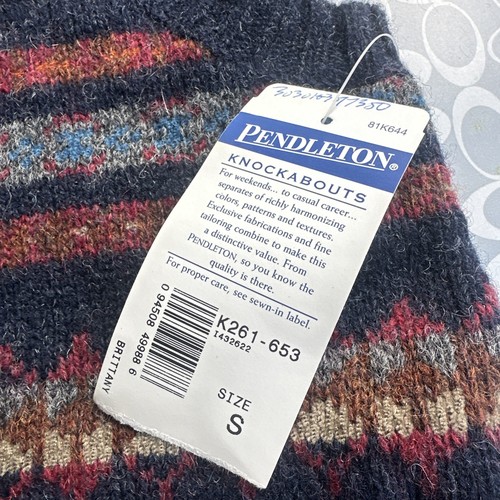 81K644
PENDLETON®
KNOCKABOUTS
For weekends... to casual career...
separates of richly harmonizing
colors, patterns and textures.
Exclusive fabrications and fine
tailoring combine to make this
a distinctive value. From
PENDLETON, so you know the
quality is there.
For proper care, see sewn-in label.
0 94508 49988 6
BRITTANY
K261-653
I432622
SIZE
S